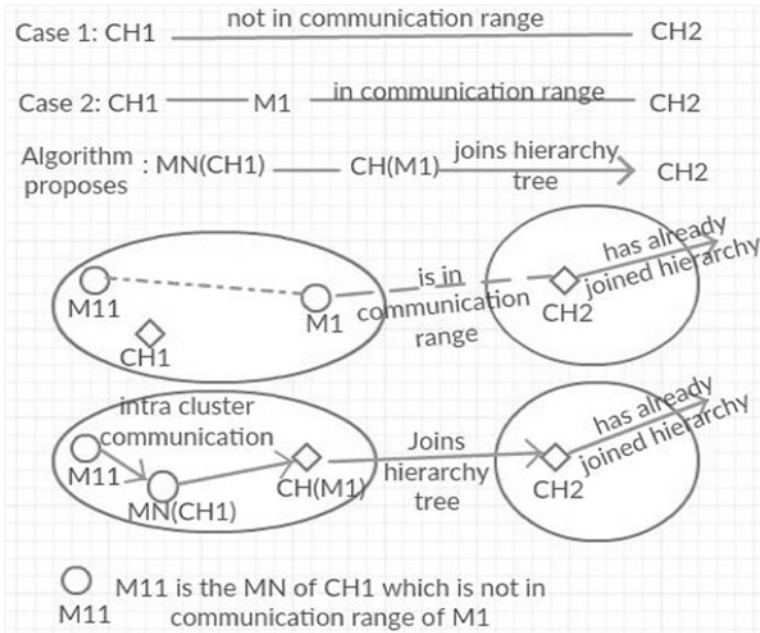 Case 1: CH1 not in communication range CH2
Case 2: CH1 M1 in communication range CH2
Algorithm proposes : MN(CH1) CH(M1) joins hierarchy tree CH2
M11
CH1
M1
is in
communication
range
CH2
has already
joined hierarchy
intra cluster
communication
M11
MN(CH1)
CH(M1)
Joins
hierarchy
tree
CH2
has already
joined hierarchy
M11
M11 is the MN of CH1 which is not in
communication range of M1